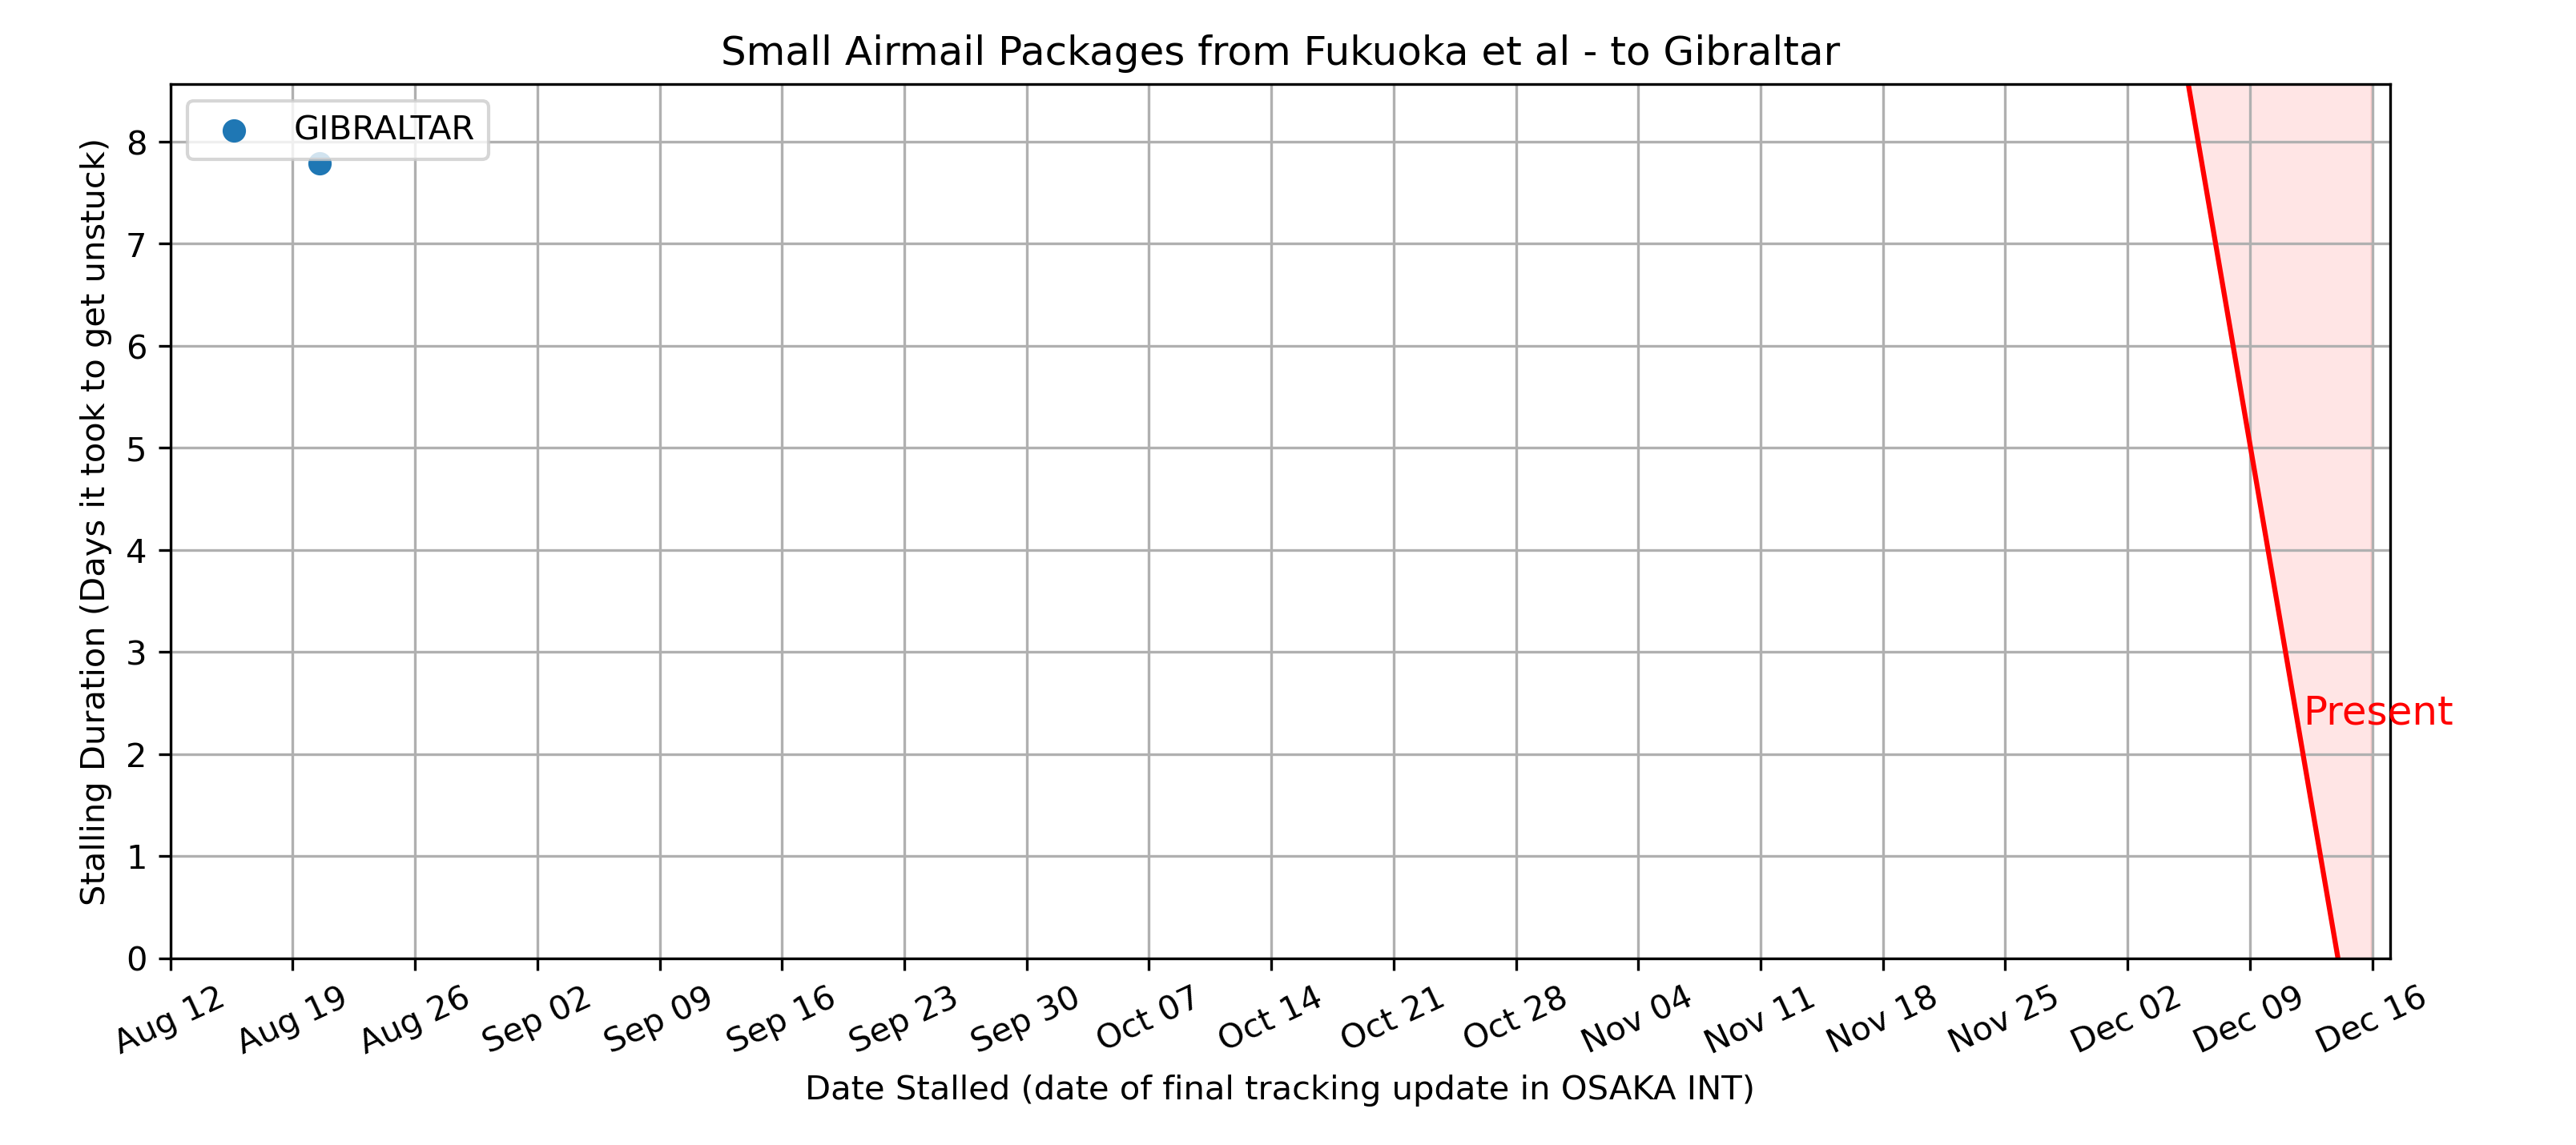 Small Airmail Packages from Fukuoka et al - to Gibraltar
GIBRALTAR
Stalling Duration (Days it took to get unstuck)
8
7
6
5
4
3
2
1
0
Present
Aug 12
Aug 19
Aug 26
Sep 02
Sep 09
Sep 16
Sep 23
Sep 30
Oct 07
Oct 14
Oct 21
Oct 28
Nov 04
Nov 11
Nov 18
Nov 25
Dec 02
Dec 09
Dec 16
Date Stalled (date of final tracking update in OSAKA INT)